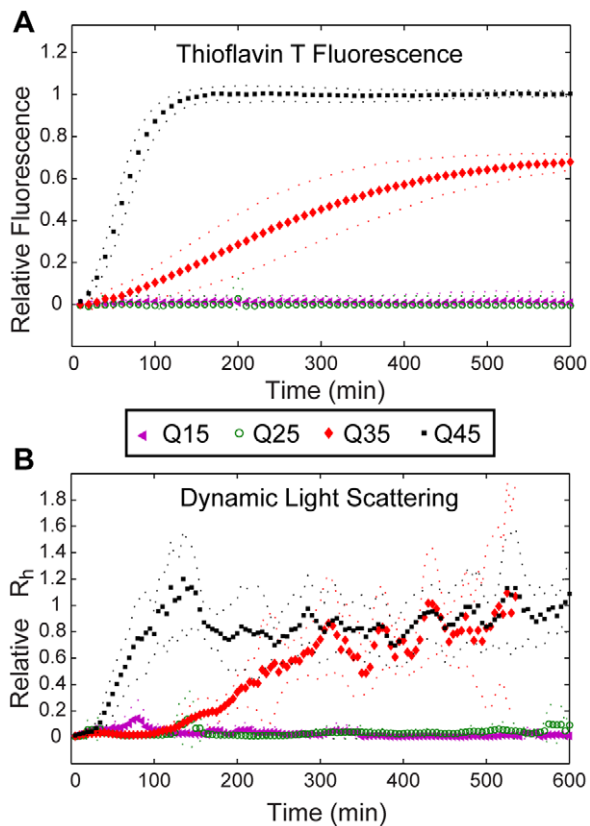 A
Thioflavin T Fluorescence
1.2
1
0.8
0.6
0.4
0.2
0
Relative Fluorescence
0 100 200 300 400 500 600
Time (min)
Q15 Q25 Q35 Q45
B
Dynamic Light Scattering
1.8
1.6
1.4
1.2
1
0.8
0.6
0.4
0.2
0
Relative Rh
0 100 200 300 400 500 600
Time (min)